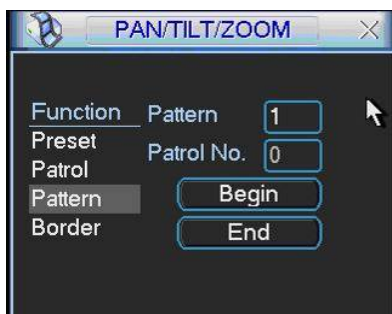 PAN/TILT/ZOOM
Function
Preset
Patrol
Pattern
Border
Pattern 1
Patrol No. 0
Begin
End